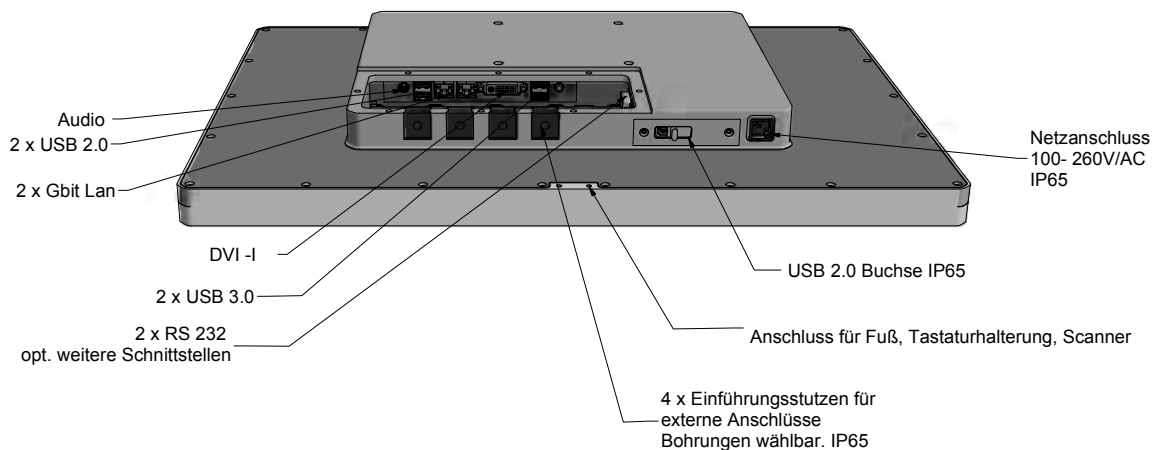 Audio
2 x USB 2.0
2 x Gbit Lan
DVI -I
2 x USB 3.0
2 x RS 232
opt. weitere Schnittstellen
Netzanschluss
100- 260V/AC
IP65
USB 2.0 Buchse IP65
Anschluss für Fuß, Tastaturhalterung, Scanner
4 x Einführungsstutzen für
externe Anschlüsse
Bohrungen wählbar. IP65